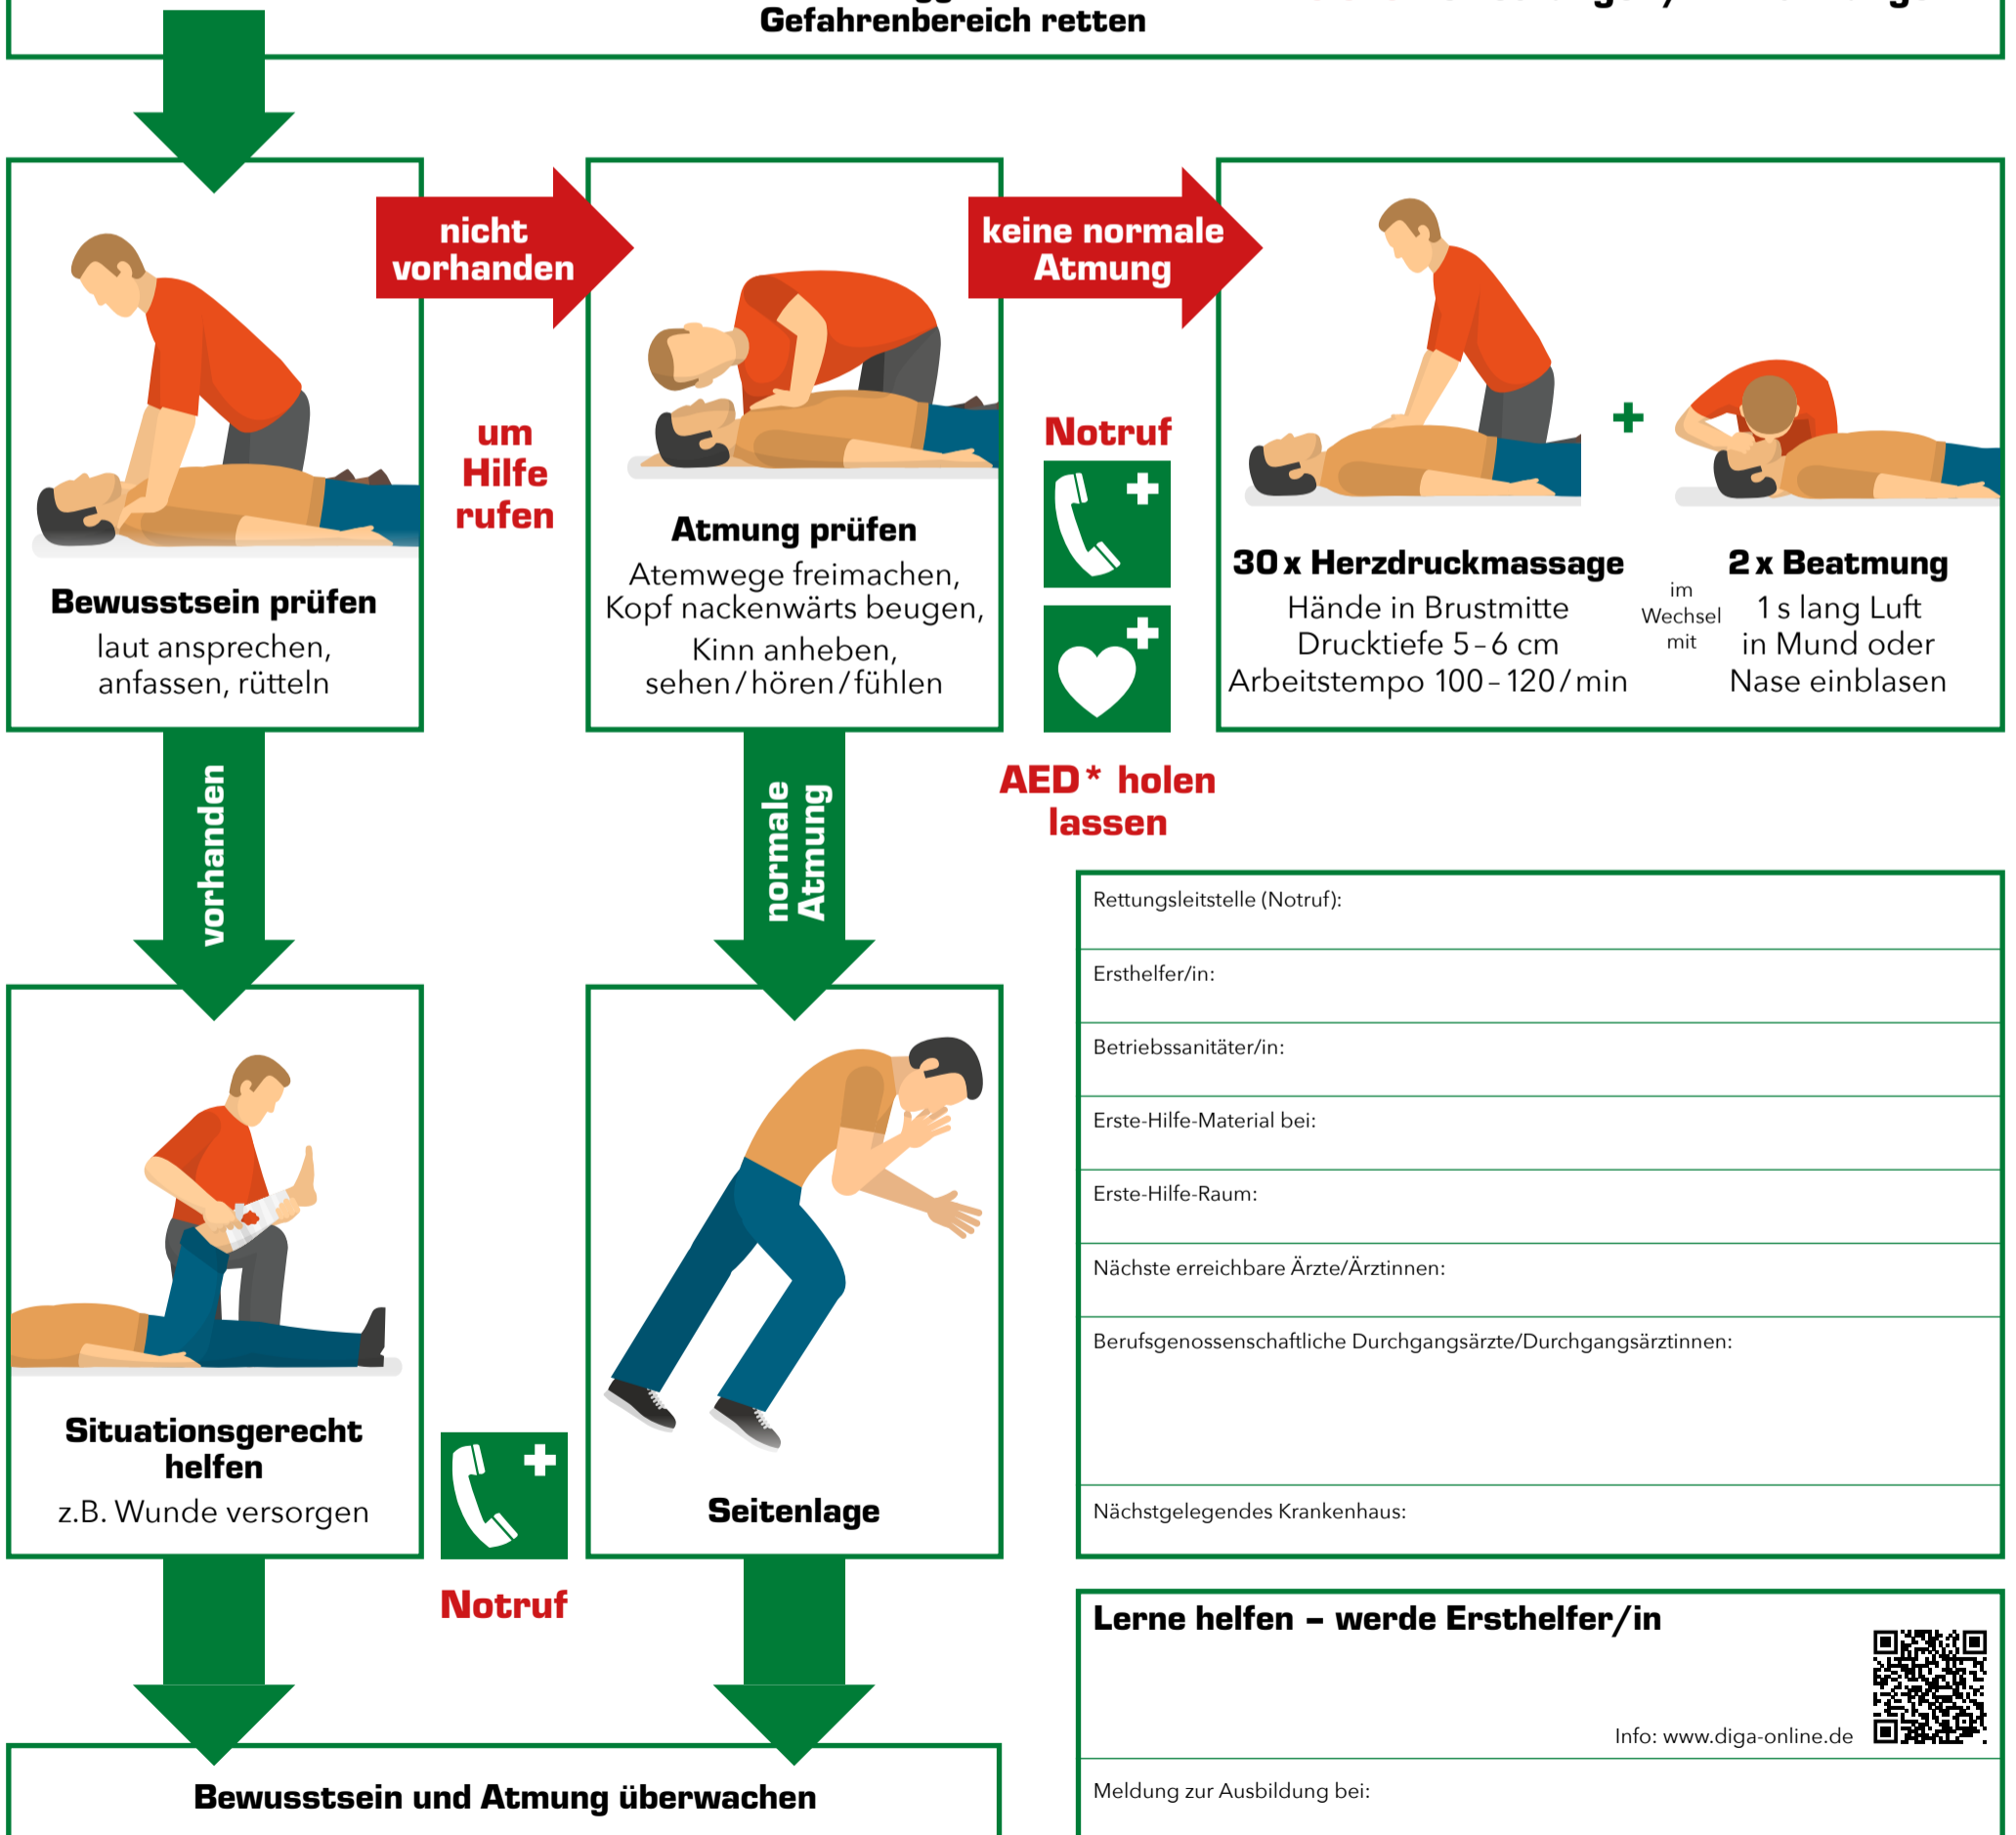 Gefahrenbereich retten
nicht
vorhanden
keine normale
Atmung
um
Hilfe
rufen
Notruf
Bewusstsein prüfen
laut ansprechen,
anfassen, rütteln
Atmung prüfen
Atemwege freimachen,
Kopf nackenwärts beugen,
Kinn anheben,
sehen/hören/fühlen
30x Herzdruckmassage
Hände in Brustmitte
Drucktiefe 5–6 cm
Arbeitstempo 100–120/min
im
Wechsel
mit
2x Beatmung
1 s lang Luft
in Mund oder
Nase einblasen
AED* holen
lassen
vorhanden
normale
Atmung
Situationsgerecht
helfen
z.B. Wunde versorgen
Notruf
Seitenlage
Rettungsleitstelle (Notruf):
Ersthelfer/in:
Betriebssanitäter/in:
Erste-Hilfe-Material bei:
Erste-Hilfe-Raum:
Nächste erreichbare Ärzte/Ärztinnen:
Berufsgenossenschaftliche Durchgangsärzte/Durchgangsärztinnen:
Nächstgelegendes Krankenhaus:
Lerne helfen – werde Ersthelfer/in
Info: www.diga-online.de
Meldung zur Ausbildung bei:
Bewusstsein und Atmung überwachen